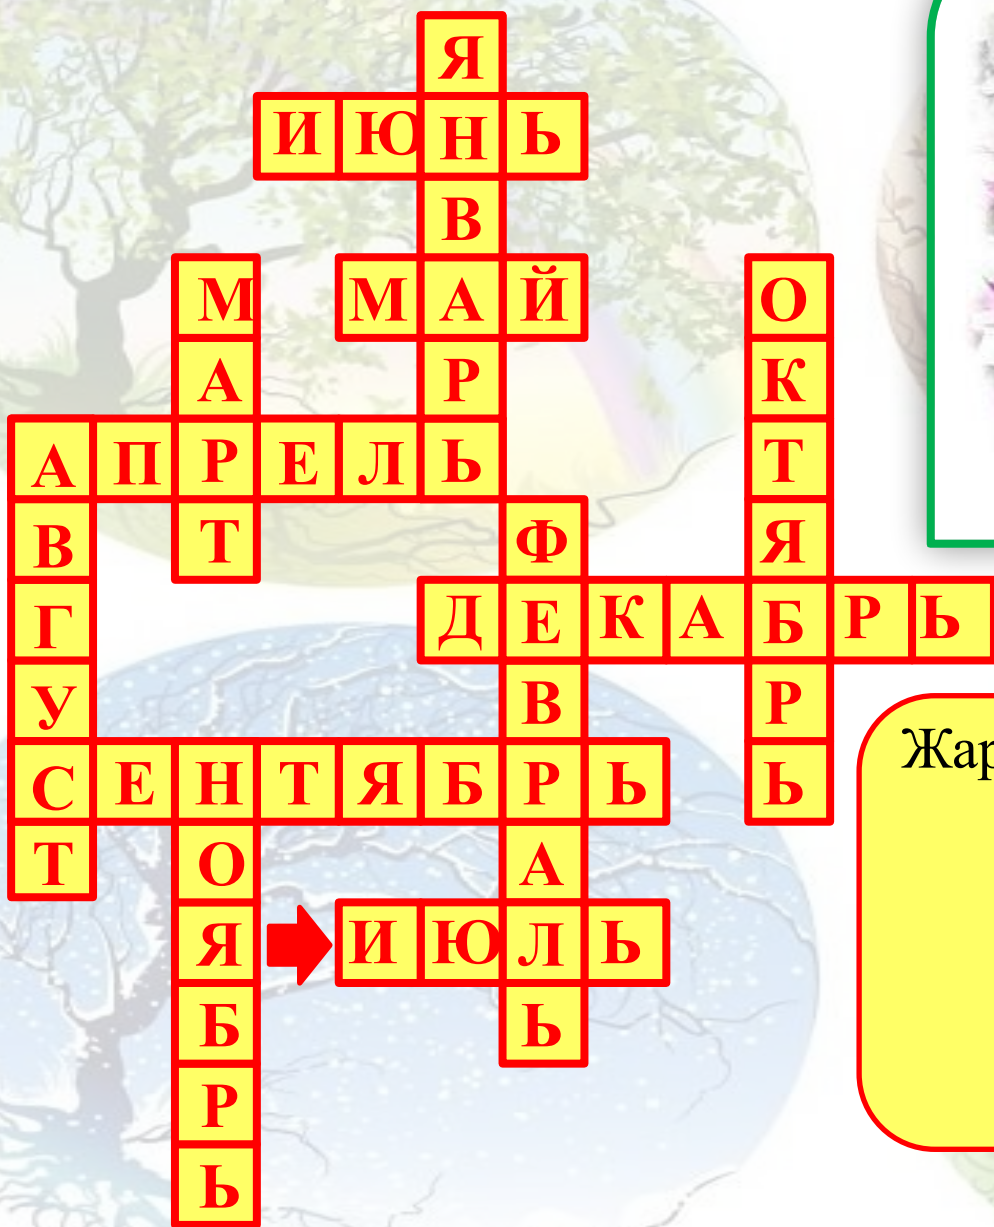 Я
ИЮНЬ
В
М МАЙ О
А Р К
АПРЕЛЬ Т
В Т Ф Я
Г ДЕКАБРЬ
У В Р
СЕНТЯБРЬ Ь
Т О А
Я ИЮЛЬ
Б Ь
Р
Ь
Жар